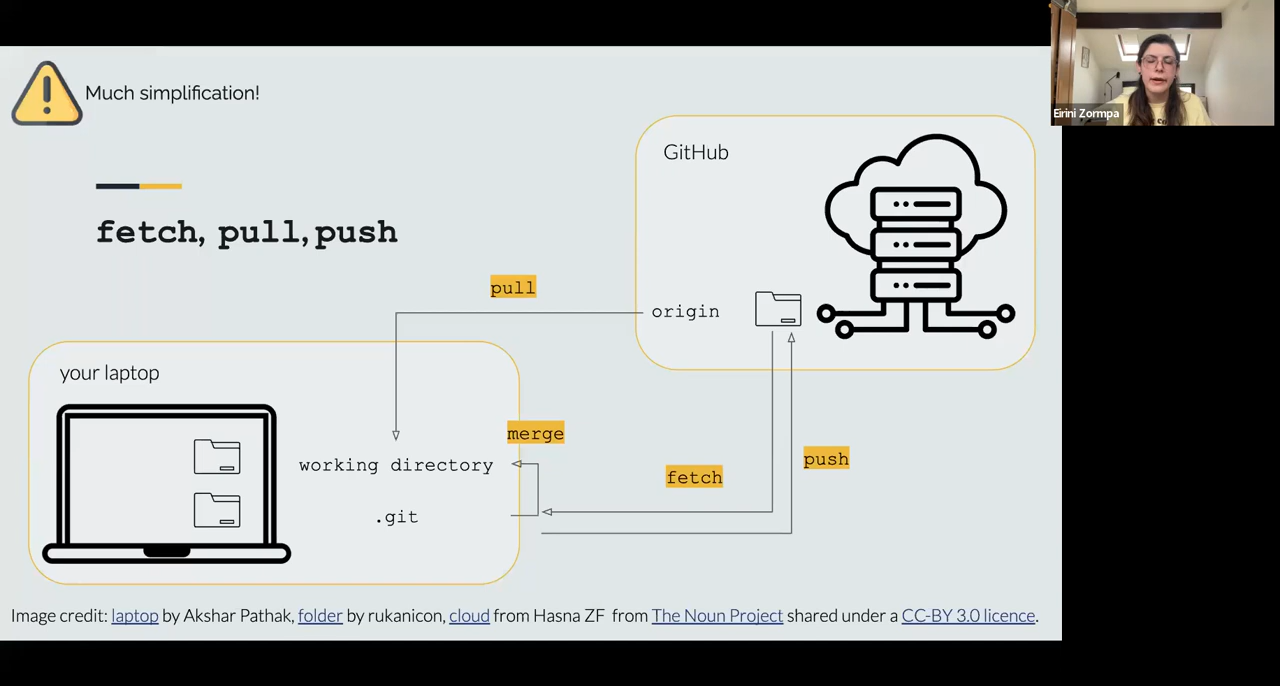 Much simplification!
Eirini Zormpa
GitHub
fetch, pull, push
pull
origin
your laptop
merge
working directory
push
fetch
.git
Image credit: laptop by Akshar Pathak, folder by rukanicon, cloud from Hasna ZF from The Noun Project shared under a CC-BY 3.0 licence.